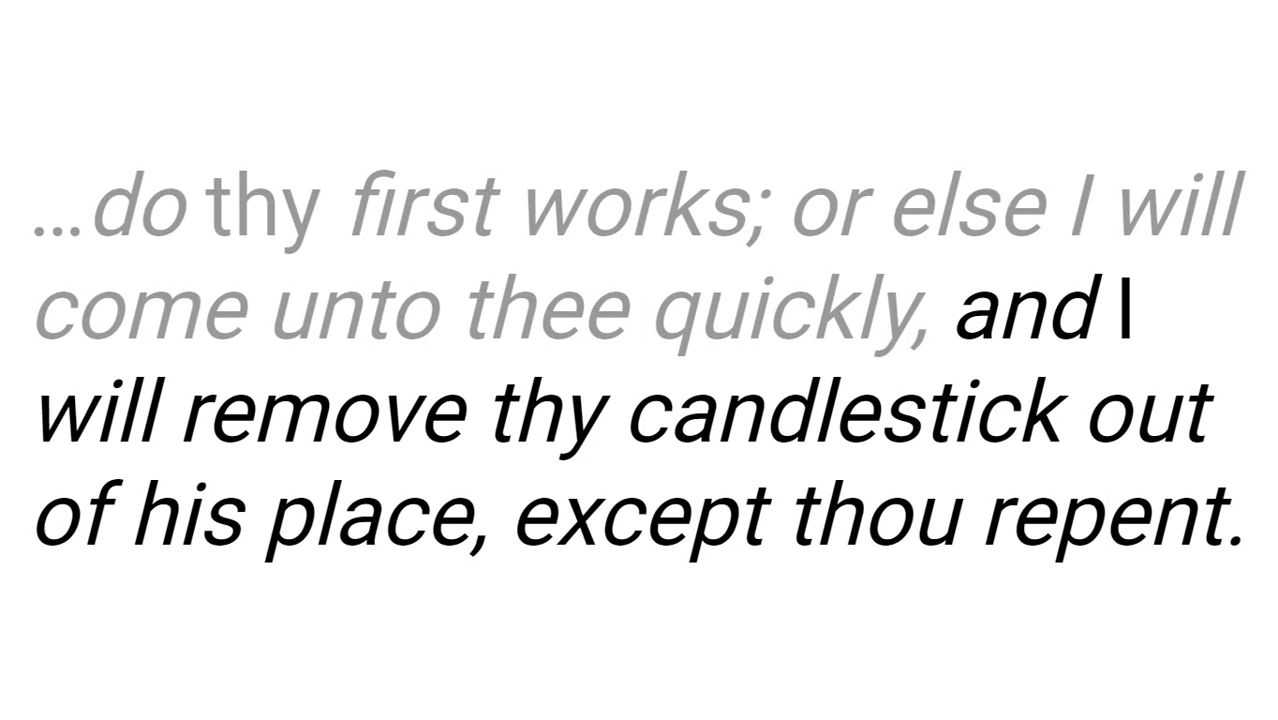 …do thy first works; or else I will
come unto thee quickly, and I
will remove thy candlestick out
of his place, except thou repent.